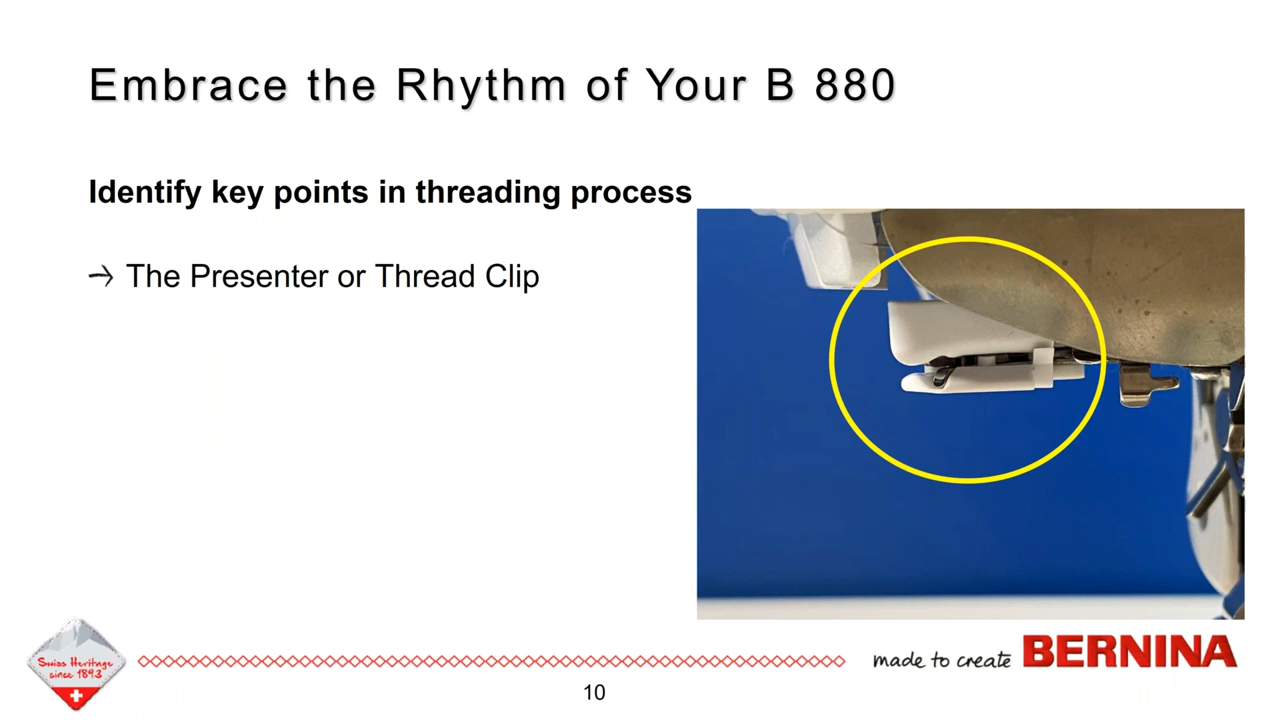 Embrace the Rhythm of Your B 880
Identify key points in threading process
→ The Presenter or Thread Clip
Swiss Heritage
since 1893
made to create BERNINA
10